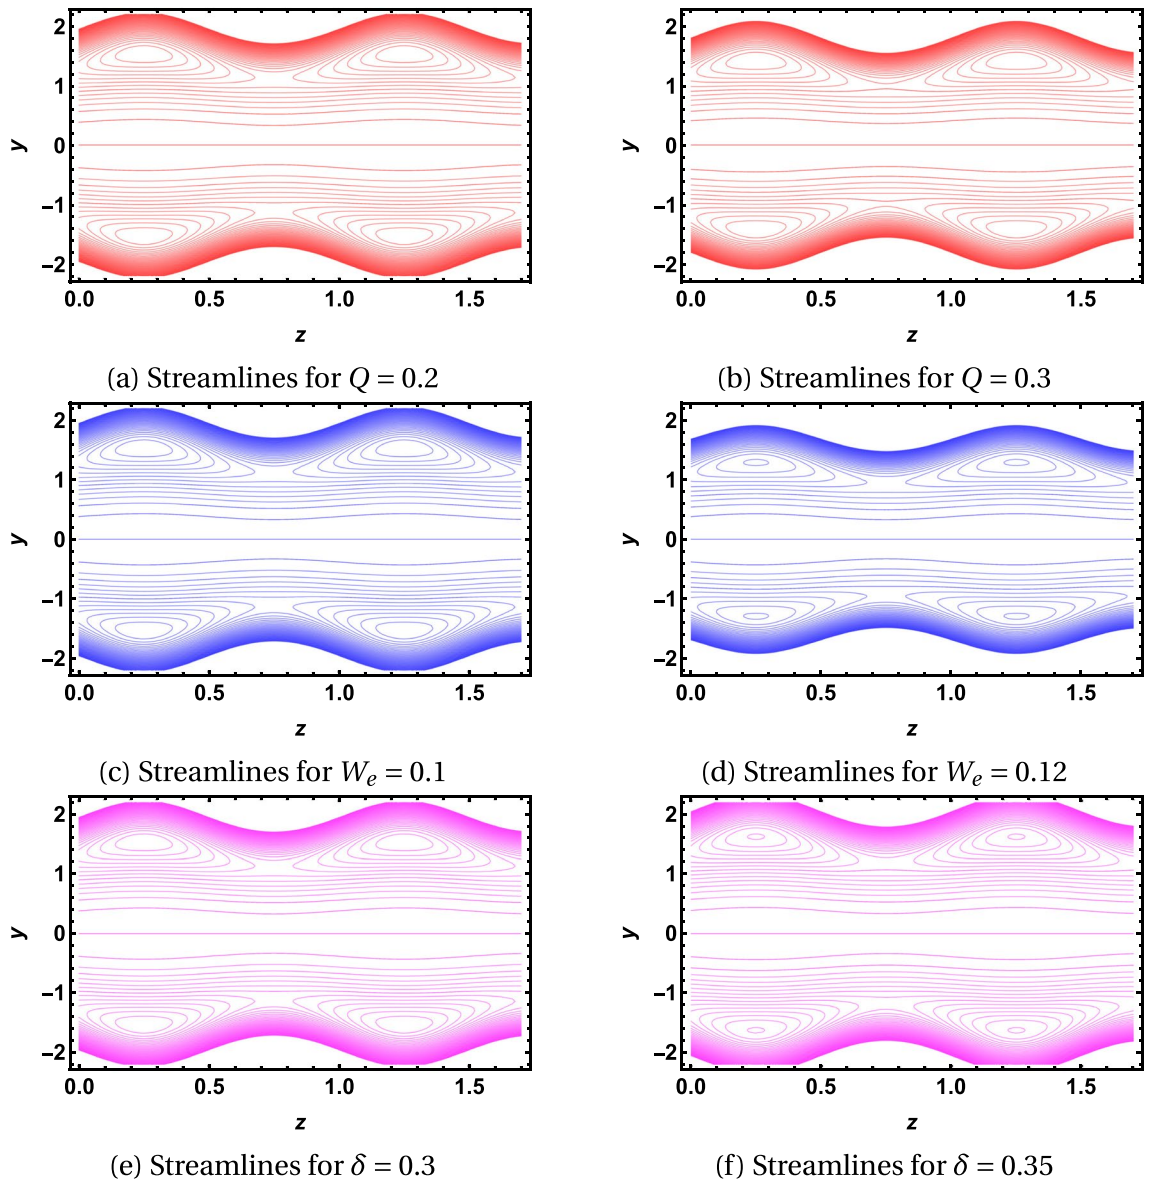 2
1
0
−1
−2
y
0.0 0.5 1.0 1.5
z
(a) Streamlines for Q = 0.2
2
1
0
−1
−2
y
0.0 0.5 1.0 1.5
z
(b) Streamlines for Q = 0.3
2
1
0
−1
−2
y
0.0 0.5 1.0 1.5
z
(c) Streamlines for We = 0.1
2
1
0
−1
−2
y
0.0 0.5 1.0 1.5
z
(d) Streamlines for We = 0.12
2
1
0
−1
−2
y
0.0 0.5 1.0 1.5
z
(e) Streamlines for δ = 0.3
2
1
0
−1
−2
y
0.0 0.5 1.0 1.5
z
(f) Streamlines for δ = 0.35